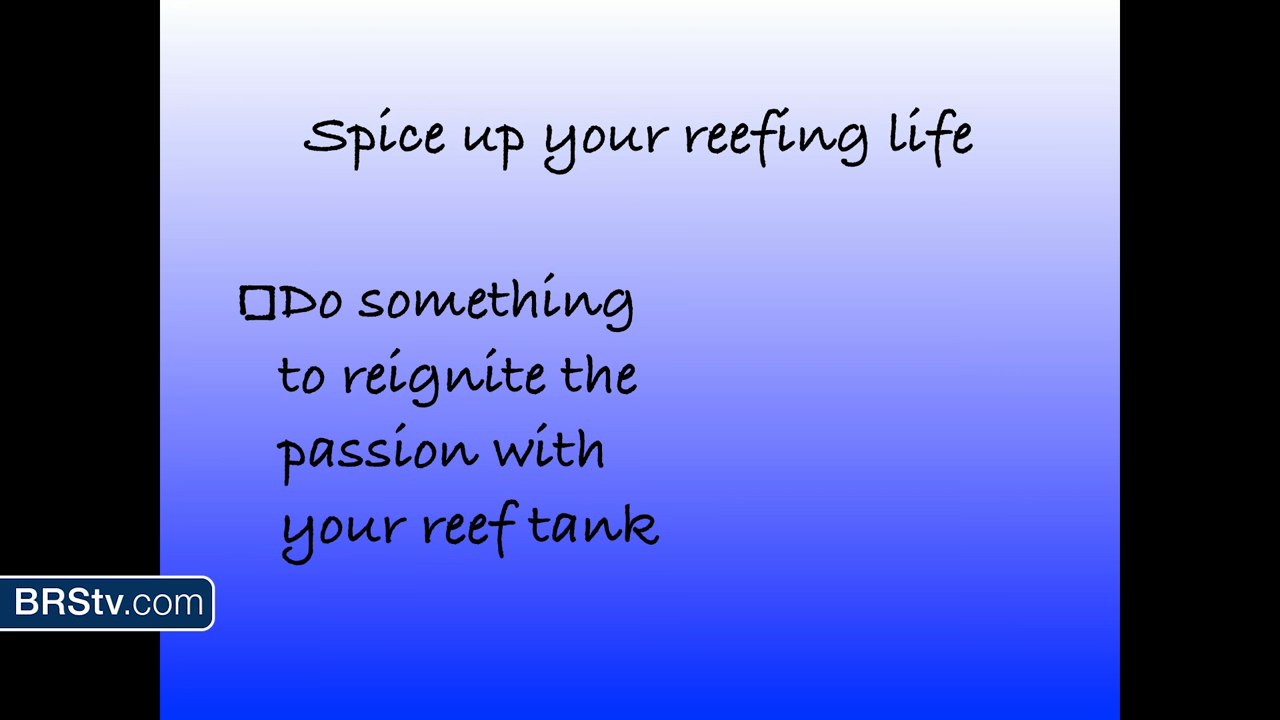 Spice up your reefing life
Do something
to reignite the
passion with
your reef tank
BRStv.com